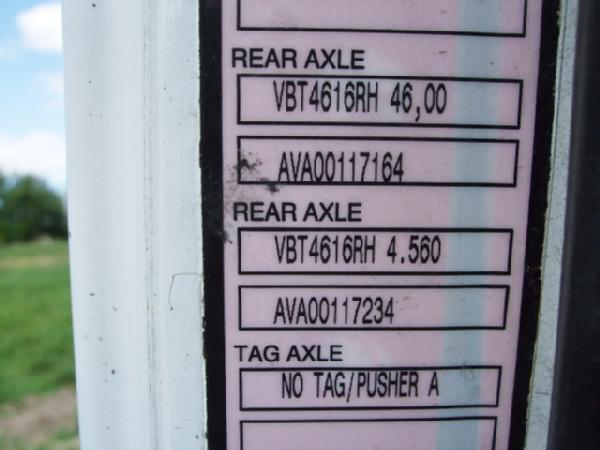 REAR AXLE
VBT4616RH 46,00
AVA00117164
REAR AXLE
VBT4616RH 4.560
AVA00117234
TAG AXLE
NO TAG/PUSHER A